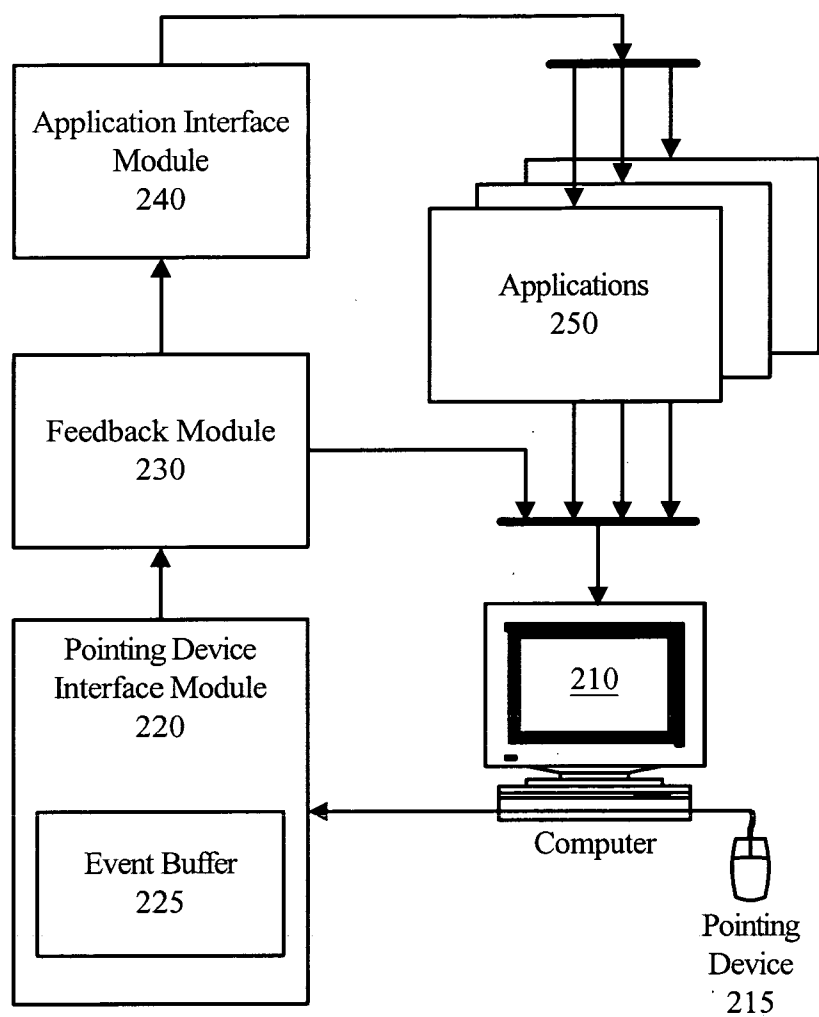 Application Interface
Module
240
Applications
250
Feedback Module
230
Pointing Device
Interface Module
220
210
Computer
Event Buffer
225
Pointing
Device
215